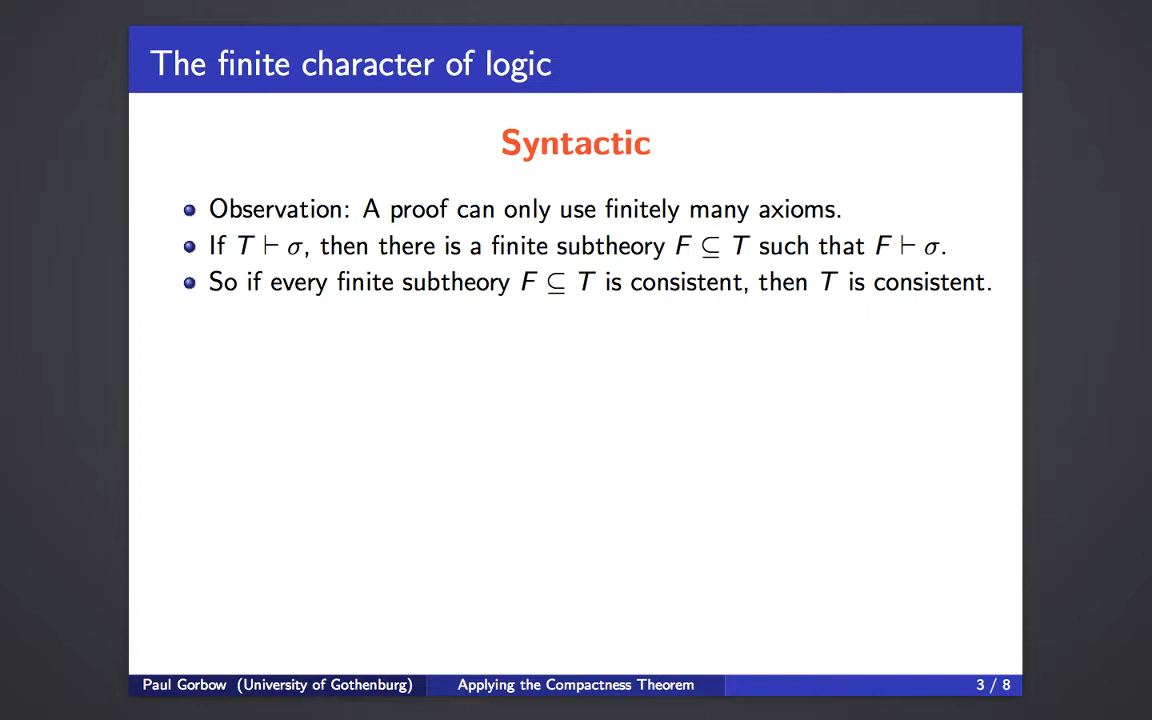 The finite character of logic
Syntactic
Observation: A proof can only use finitely many axioms.
If T ⊢ σ, then there is a finite subtheory F ⊆ T such that F ⊢ σ.
So if every finite subtheory F ⊆ T is consistent, then T is consistent.
Paul Gorbow (University of Gothenburg) Applying the Compactness Theorem 3 / 8